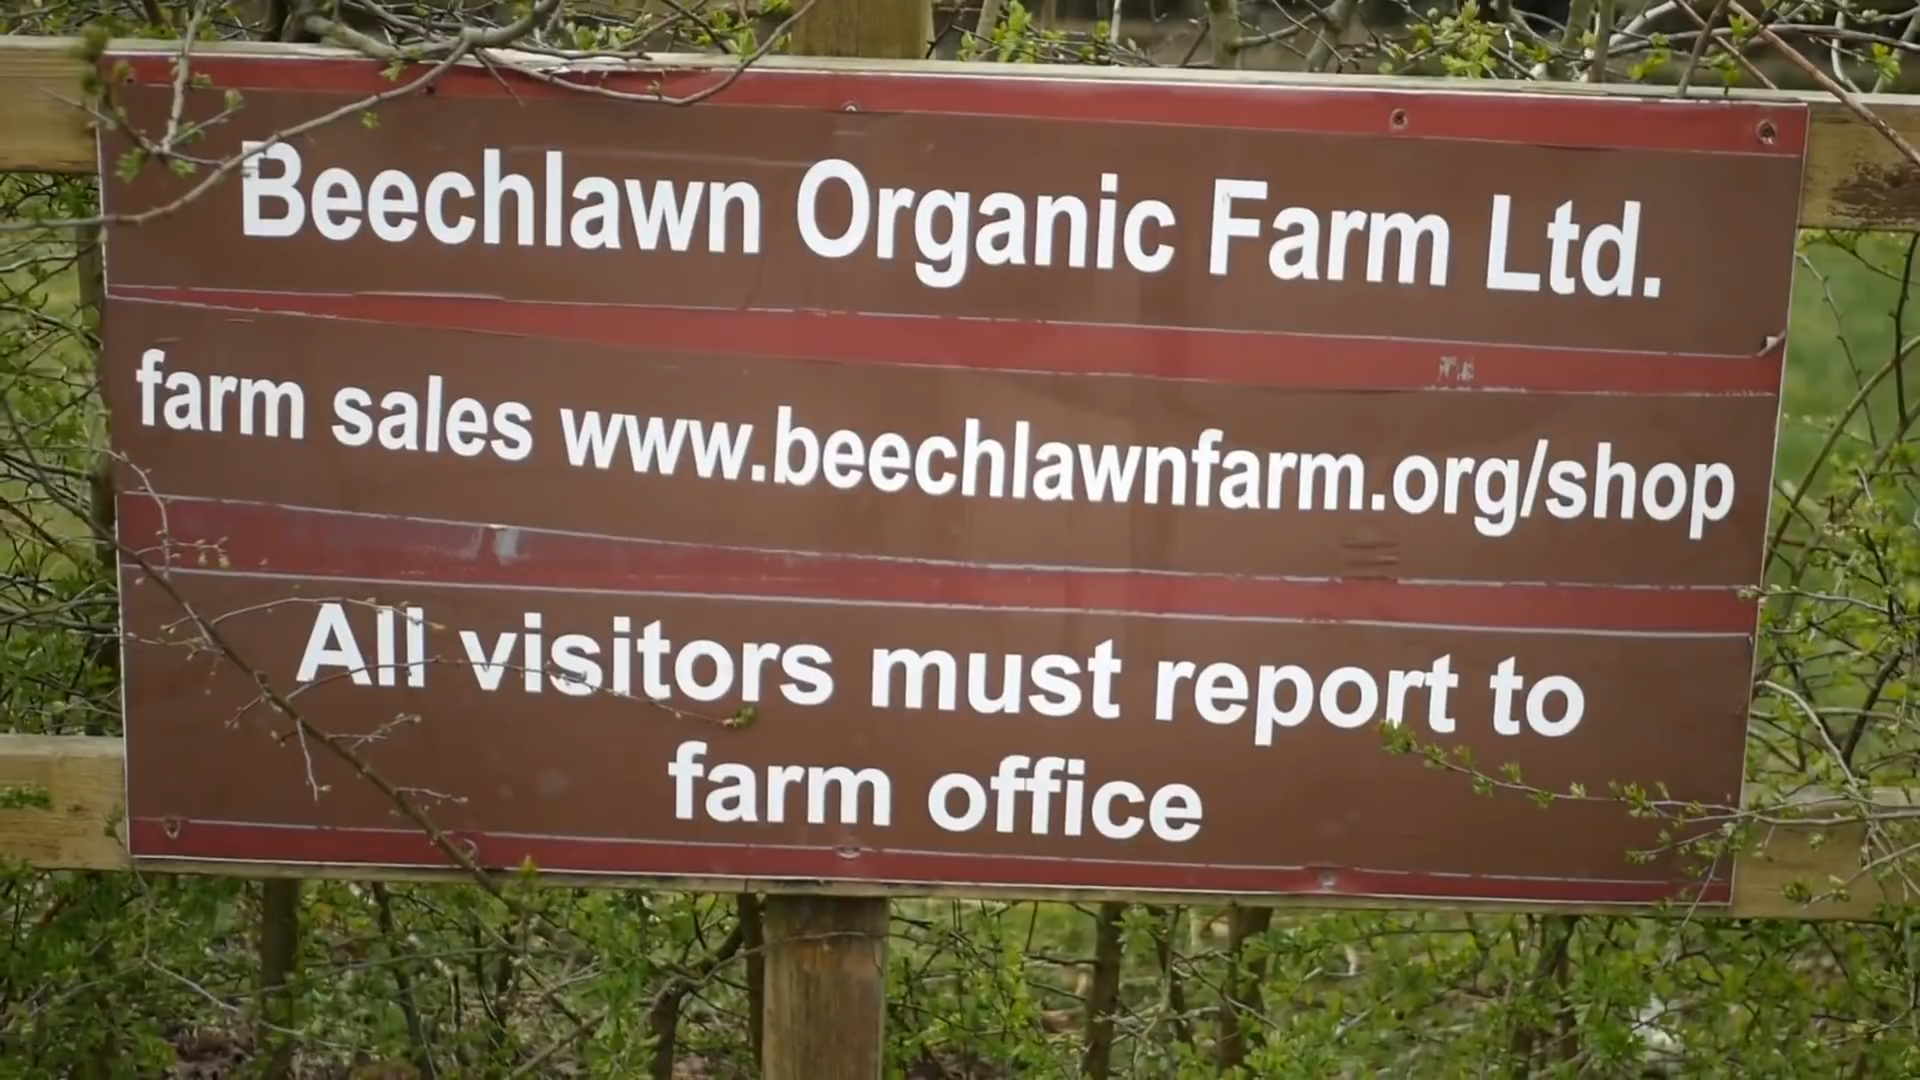 Beechlawn Organic Farm Ltd.
farm sales www.beechlawnfarm.org/shop
All visitors must report to
farm office